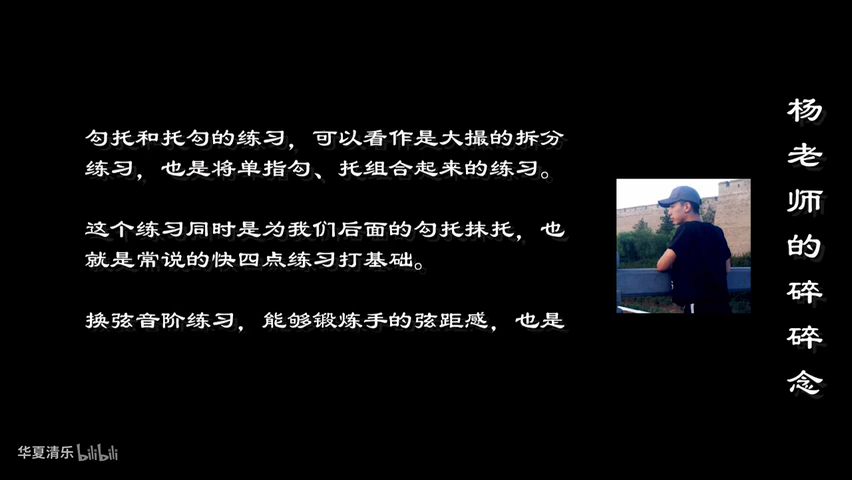 勾托和托勾的练习，可以看作是大撮的拆分
练习，也是将单指勾、托组合起来的练习。
这个练习同时是为我们后面的勾托抹托，也
就是常说的快四点练习打基础。
换弦音阶练习，能够锻炼手的弦距感，也是
杨老师的碎碎念
华夏清乐 bilibili